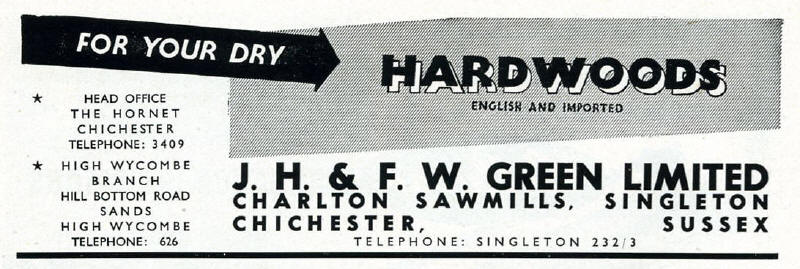 FOR YOUR DRY
HARDWOODS
ENGLISH AND IMPORTED
★ HEAD OFFICE
THE HORNET
CHICHESTER
TELEPHONE: 3409
★ HIGH WYCOMBE
BRANCH
HILL BOTTOM ROAD
SANDS
HIGH WYCOMBE
TELEPHONE: 626
J. H. & F. W. GREEN LIMITED
CHARLTON SAWMILLS, SINGLETON
CHICHESTER, SUSSEX
TELEPHONE: SINGLETON 232/3